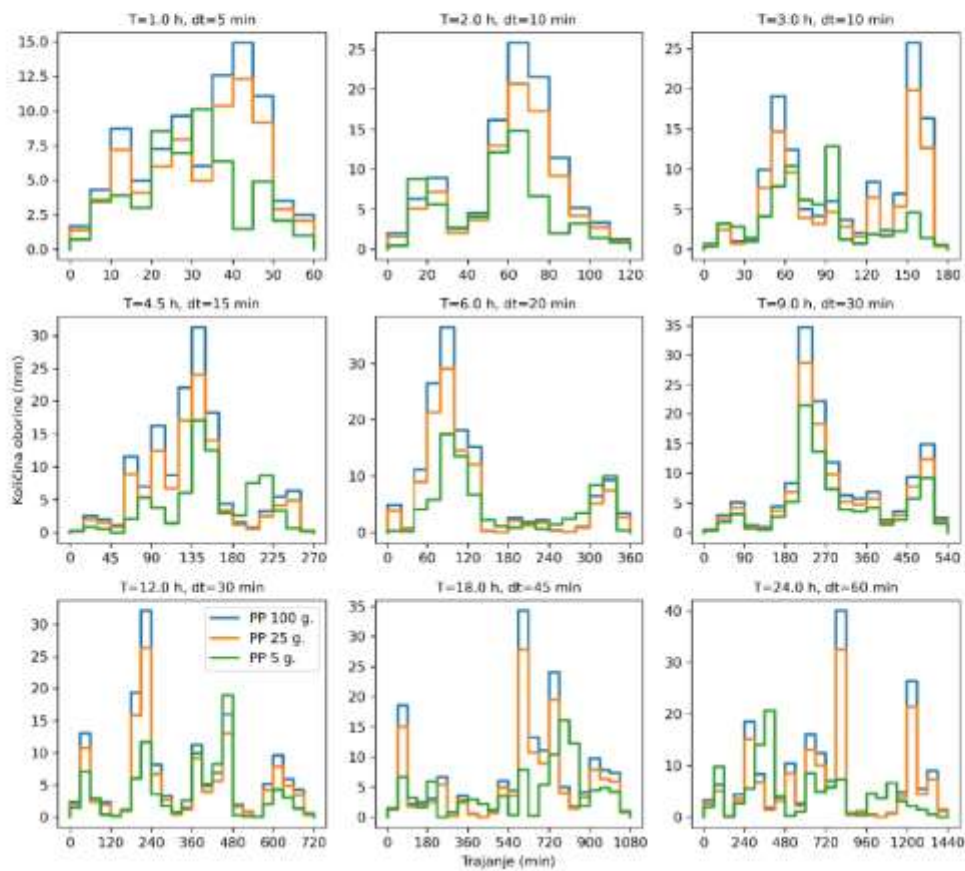 T=1.0 h, dt=5 min
T=2.0 h, dt=10 min
T=3.0 h, dt=10 min
15.0
12.5
10.0
7.5
5.0
2.5
0.0
0 10 20 30 40 50 60
25
20
15
10
5
0
0 20 40 60 80 100 120
25
20
15
10
5
0
0 30 60 90 120 150 180
T=4.5 h, dt=15 min
T=6.0 h, dt=20 min
T=9.0 h, dt=30 min
Količina oborine (mm)
30
25
20
15
10
5
0
0 45 90 135 180 225 270
30
20
10
0
0 60 120 180 240 300 360
35
30
25
20
15
10
5
0
0 90 180 270 360 450 540
T=12.0 h, dt=30 min
T=18.0 h, dt=45 min
T=24.0 h, dt=60 min
PP 100 g.
PP 25 g.
PP 5 g.
30
25
20
15
10
5
0
0 120 240 360 480 600 720
35
30
25
20
15
10
5
0
0 180 360 540 720 900 1080
40
30
20
10
0
0 240 480 720 960 1200 1440
Trajanje (min)